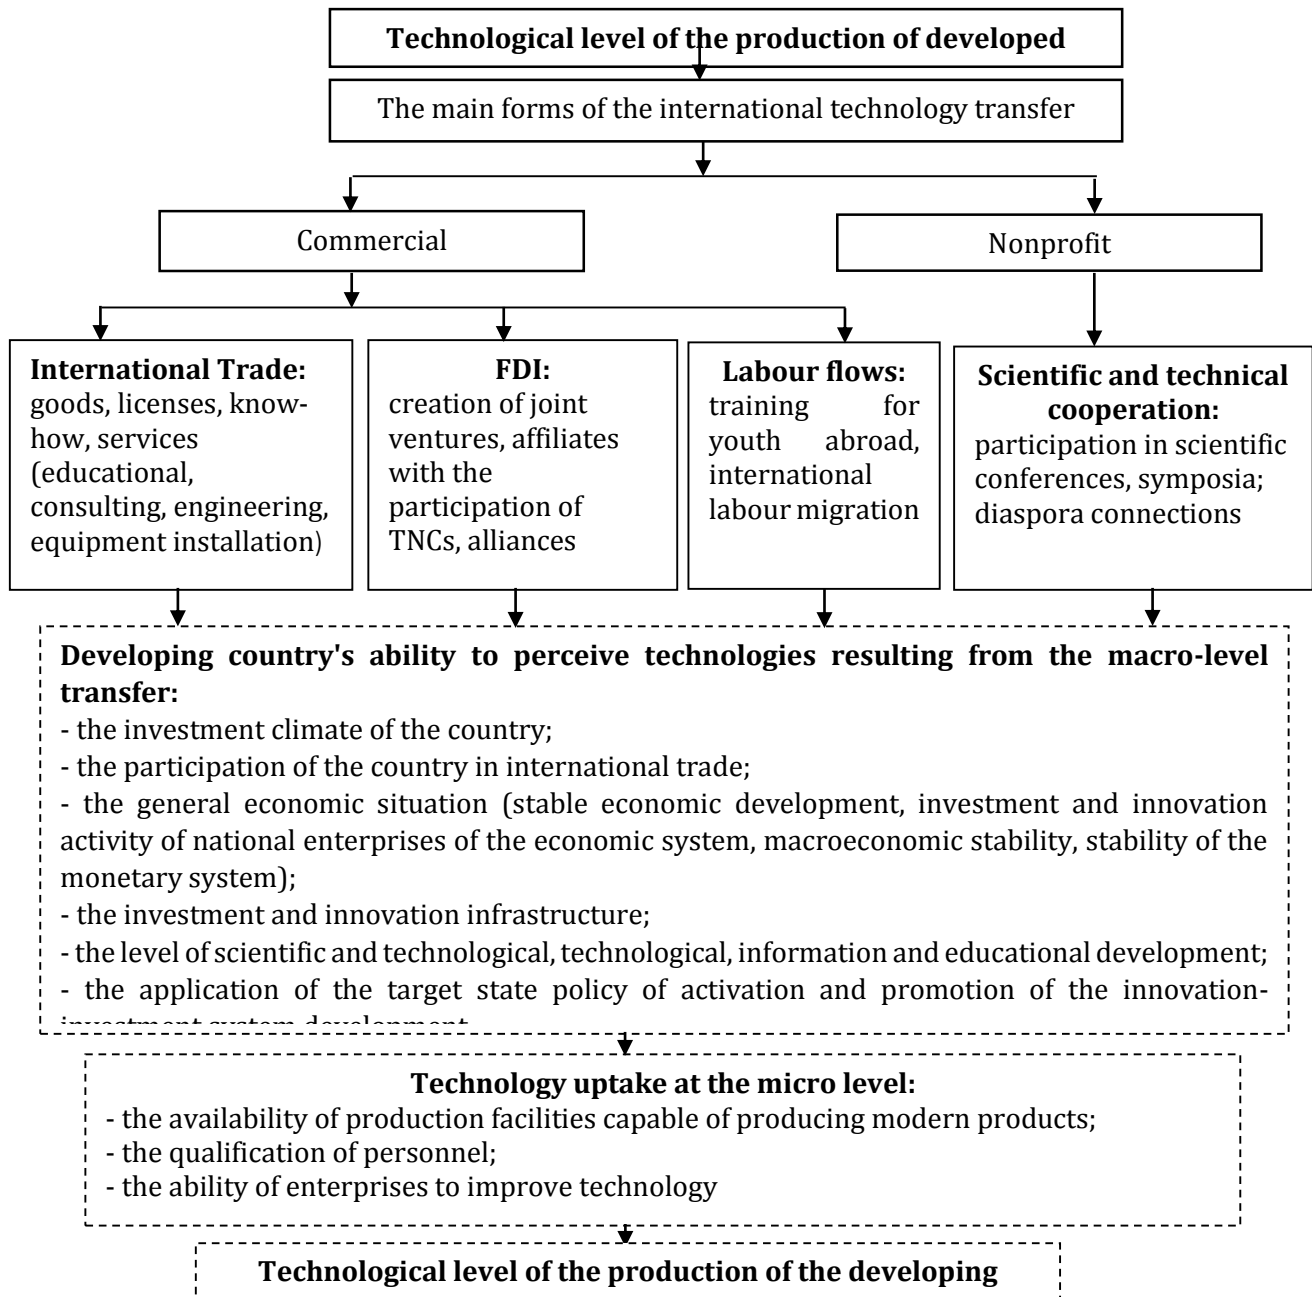 Technological level of the production of developed
The main forms of the international technology transfer
Commercial
Nonprofit
International Trade:
goods, licenses, know-
how, services
(educational,
consulting, engineering,
equipment installation)
FDI:
creation of joint
ventures, affiliates
with the
participation of
TNCs, alliances
Labour flows:
training for
youth abroad,
international
labour migration
Scientific and technical
cooperation:
participation in scientific
conferences, symposia;
diaspora connections
Developing country's ability to perceive technologies resulting from the macro-level
transfer:
- the investment climate of the country;
- the participation of the country in international trade;
- the general economic situation (stable economic development, investment and innovation
activity of national enterprises of the economic system, macroeconomic stability, stability of the
monetary system);
- the investment and innovation infrastructure;
- the level of scientific and technological, technological, information and educational development;
- the application of the target state policy of activation and promotion of the innovation-
investment system development
Technology uptake at the micro level:
- the availability of production facilities capable of producing modern products;
- the qualification of personnel;
- the ability of enterprises to improve technology
Technological level of the production of the developing